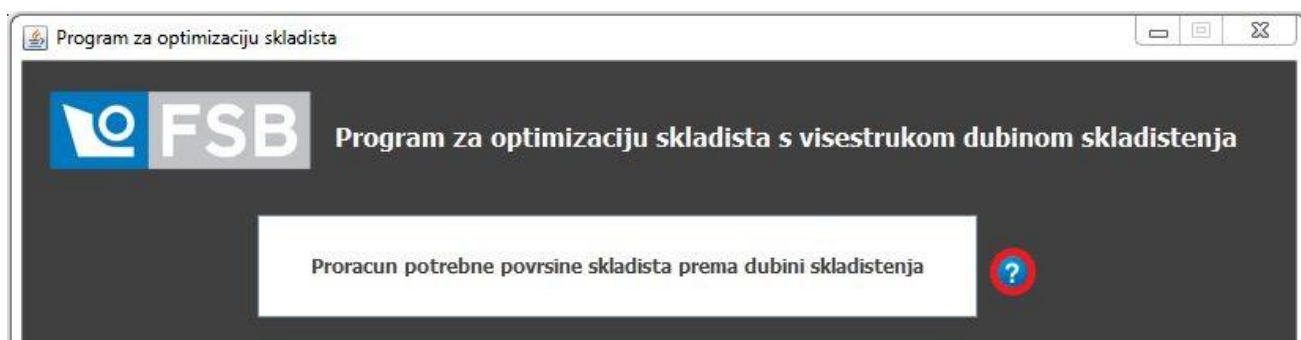 Program za optimizaciju skladista
FSB
Program za optimizaciju skladista s visestrukom dubinom skladistenja
Proracun potrebne povrsine skladista prema dubini skladistenja
?